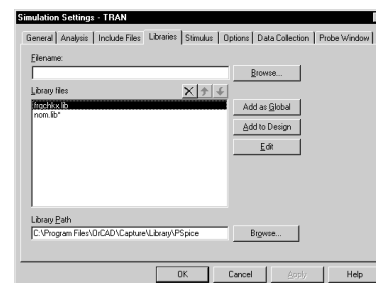 Simulation Settings - TRAN
General Analysis Include Files Libraries Stimulus Options Data Collection Probe Window
Filename:
Browse...
Library files
nom.lib*
Add as Global
Add to Design
Edit
Library Path
C:\Program Files\OrCAD\Capture\Library\PSpice
Browse...
OK Cancel Apply Help